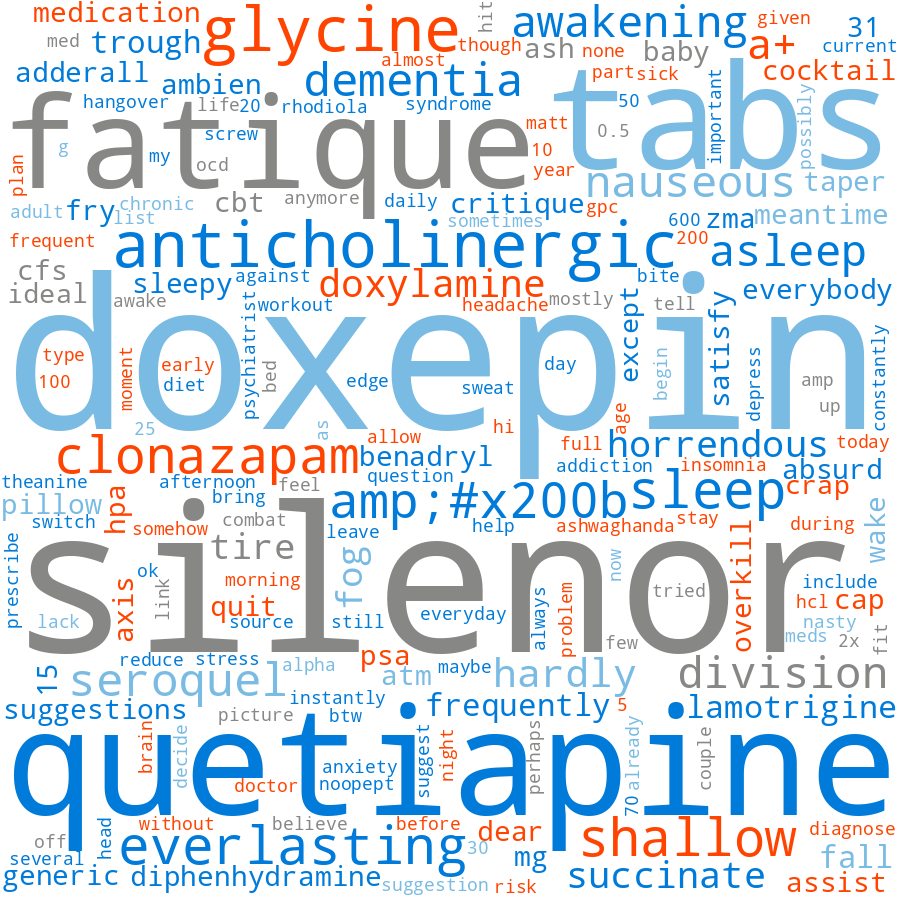 medication
glycine
hit
awakening
given
31
trough
almost
though
ash
none
baby
a+
current
adderall
ambien
dementia
part
sick
cocktail
hangover
life
20
rhodiola
syndrome
tabs
50
important
possibly
fatique
screw
matt
0.5
g
my
ocd
10
plan
year
nauseous
taper
adult
fry
chronic
list
cbt
anymore
daily
critique
sometimes
gpc
600
zma
meantime
frequent
anticholinergic
200
asleep
cfs
sleepy
against
doxylamine
bite
everybody
ideal
awake
workout
headache
mostly
tell
except
satisfy
psychiatrist
doxepin
type
100
moment
early
diet
bed
edge
sweat
day
begin
depress
amp
up
constantly
25
as
allow
hi
age
full
horrendous
today
clonazapam
benadryl
addiction
insomnia
absurd
theanine
afternoon
feel
question
amp;#x200b
sleep
crap
pillow
hpa
bring
switch
somehow
combat
leave
help
ashwaghanda
stay
during
wake
prescribe
axis
ok
tire
fog
silenor
now
overkill
link
morning
tried
include
quit
hcl
cap
lack
source
still
everyday
always
problem
few
meds
nasty
2x
fit
15
reduce
stress
alpha
psa
atm
maybe
hardly
division
seroquel
suggestions
instantly
frequently
5
lamotrigine
picture
btw
quetiapine
brain
decide
doctor
anxiety
noopept
suggest
night
perhaps
70
already
couple
off
head
without
believe
before
dear
shallow
diagnose
several
everlasting
30
mg
fall
generic
diphenhydramine
suggestion
risk
succinate
assist